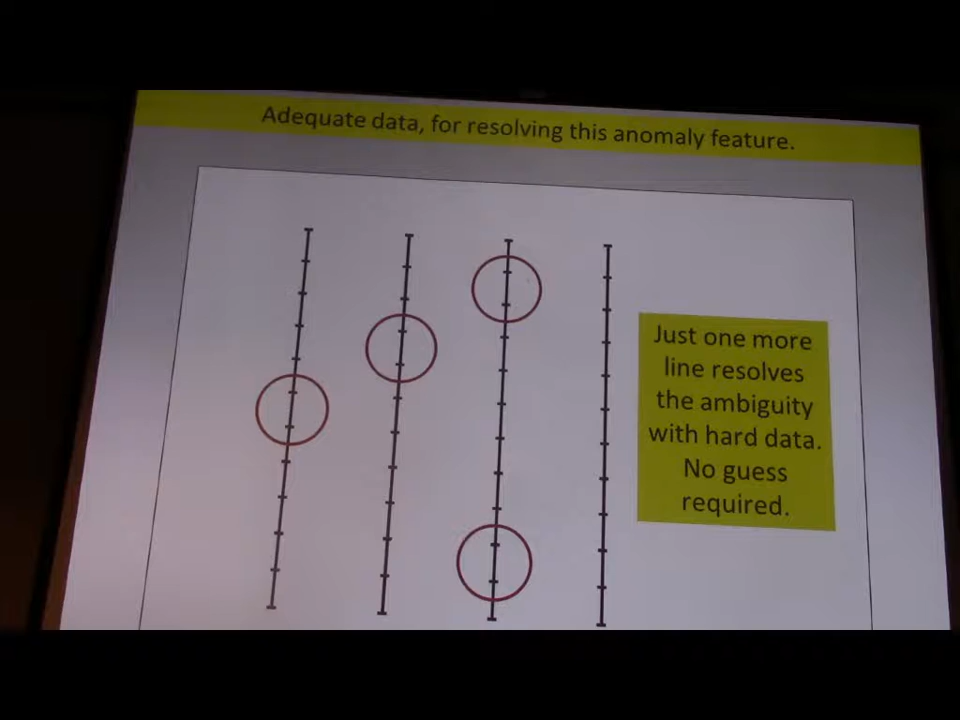 Adequate data, for resolving this anomaly feature.
Just one more
line resolves
the ambiguity
with hard data.
No guess
required.